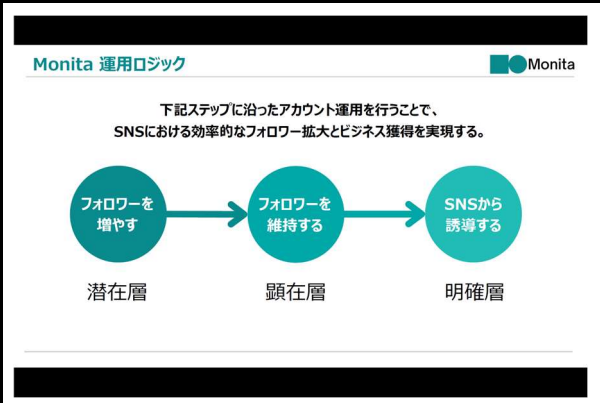 Monita 運用ロジック
Monita
下記ステップに沿ったアカウント運用を行うことで、
SNSにおける効率的なフォロワー拡大とビジネス獲得を実現する。
フォロワーを
増やす
フォロワーを
維持する
SNSから
誘導する
潜在層
顕在層
明確層